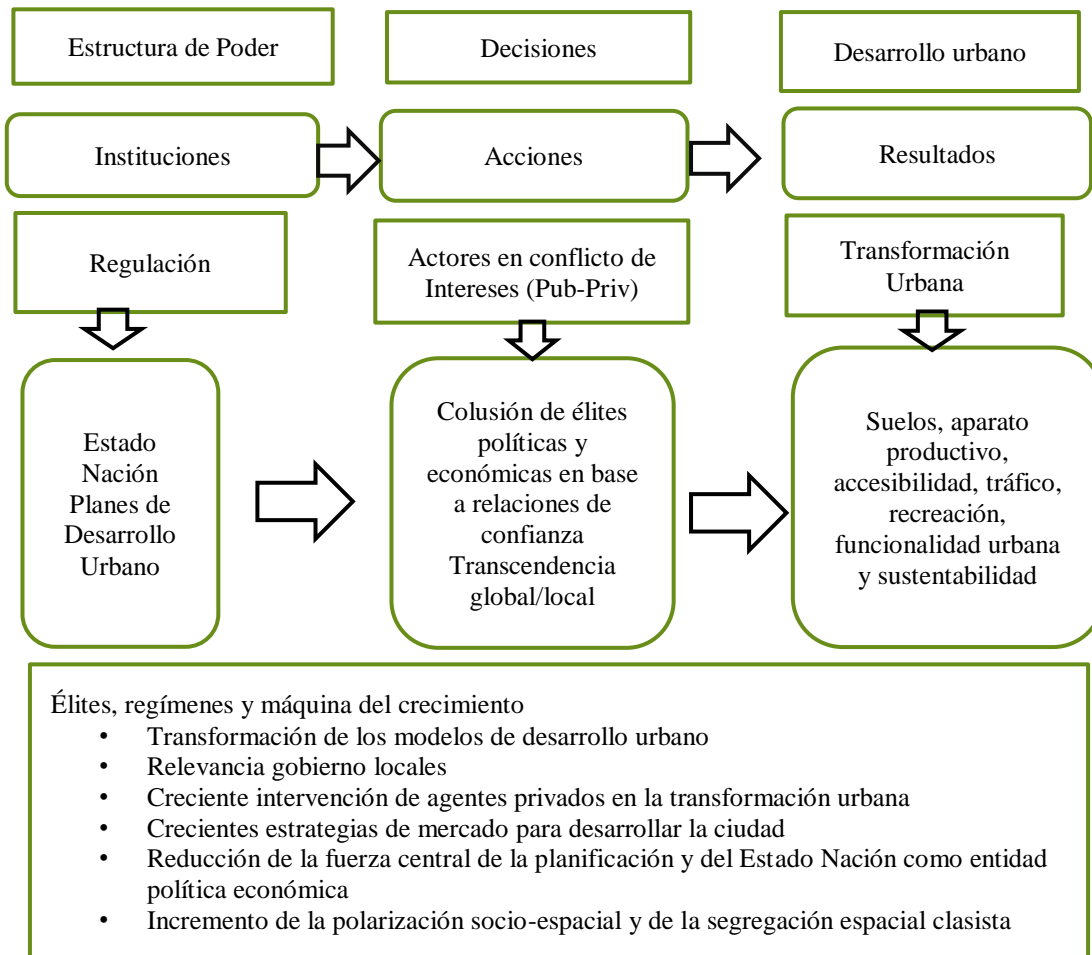 Estructura de Poder
Decisiones
Desarrollo urbano
Instituciones
Acciones
Resultados
Regulación
Actores en conflicto de
Intereses (Pub-Priv)
Transformación
Urbana
Estado
Nación
Planes de
Desarrollo
Urbano
Colusión de élites
políticas y
económicas en base
a relaciones de
confianza
Transcendencia
global/local
Suelos, aparato
productivo,
accesibilidad, tráfico,
recreación,
funcionalidad urbana
y sustentabilidad
Élites, regímenes y máquina del crecimiento
• Transformación de los modelos de desarrollo urbano
• Relevancia gobierno locales
• Creciente intervención de agentes privados en la transformación urbana
• Crecientes estrategias de mercado para desarrollar la ciudad
• Reducción de la fuerza central de la planificación y del Estado Nación como entidad
política económica
• Incremento de la polarización socio-espacial y de la segregación espacial clasista